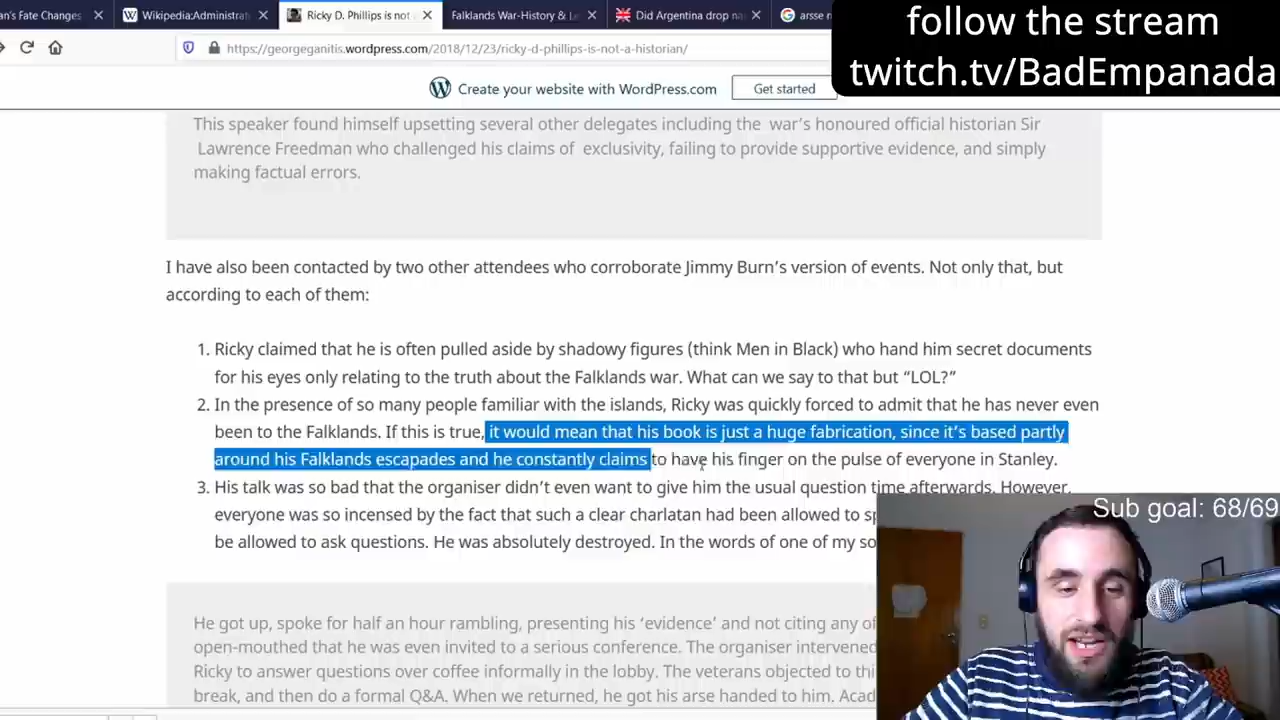 an's Fate Changes
Wikipedia:Administrat
Ricky D. Phillips is not a
Falklands War-History & L
Did Argentina drop na
arsse r
follow the stream
twitch.tv/BadEmpanada
https://georgeganitis.wordpress.com/2018/12/23/ricky-d-phillips-is-not-a-historian/
Create your website with WordPress.com
Get started
This speaker found himself upsetting several other delegates including the war's honoured official historian Sir
Lawrence Freedman who challenged his claims of exclusivity, failing to provide supportive evidence, and simply
making factual errors.
I have also been contacted by two other attendees who corroborate Jimmy Burn's version of events. Not only that, but
according to each of them:
1. Ricky claimed that he is often pulled aside by shadowy figures (think Men in Black) who hand him secret documents
for his eyes only relating to the truth about the Falklands war. What can we say to that but "LOL?"
2. In the presence of so many people familiar with the islands, Ricky was quickly forced to admit that he has never even
been to the Falklands. If this is true, it would mean that his book is just a huge fabrication, since it's based partly
around his Falklands escapades and he constantly claims to have his finger on the pulse of everyone in Stanley.
3. His talk was so bad that the organiser didn't even want to give him the usual question time afterwards. However,
everyone was so incensed by the fact that such a clear charlatan had been allowed to sp
be allowed to ask questions. He was absolutely destroyed. In the words of one of my so
Sub goal: 68/69
He got up, spoke for half an hour rambling, presenting his 'evidence' and not citing any of
open-mouthed that he was even invited to a serious conference. The organiser intervened
Ricky to answer questions over coffee informally in the lobby. The veterans objected to thi
break, and then do a formal Q&A. When we returned, he got his arse handed to him. Acad